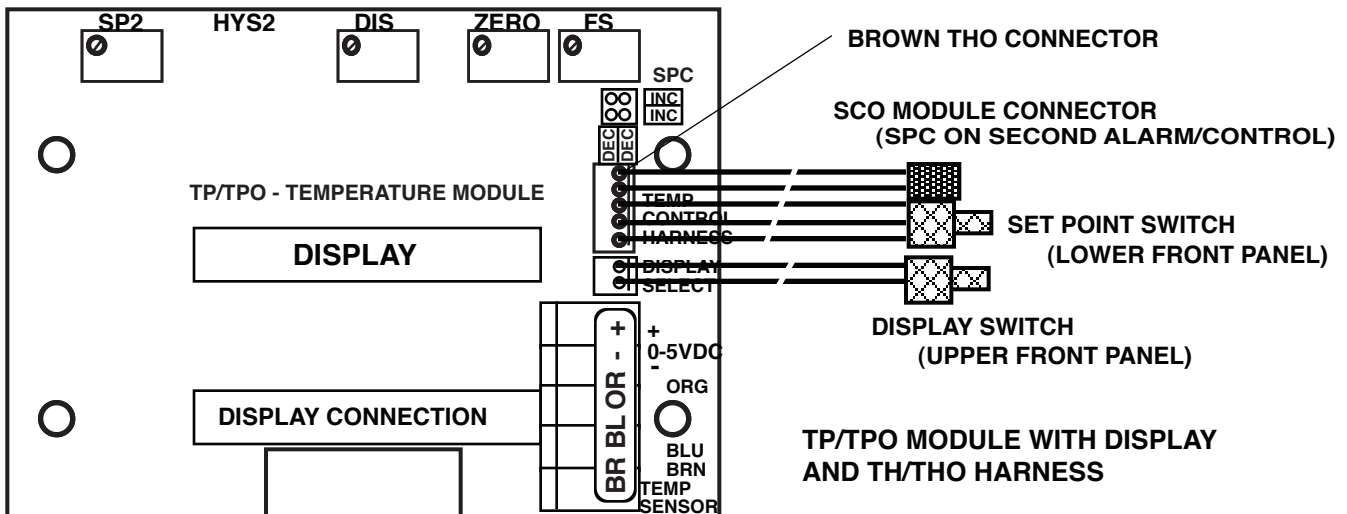 SP2 HYS2 DIS ZERO FS
BROWN THO CONNECTOR
SPC
INC
INC
DEC
DEC
SCO MODULE CONNECTOR
(SPC ON SECOND ALARM/CONTROL)
TP/TPO - TEMPERATURE MODULE
TEMP
CONTROL
HARNESS
SET POINT SWITCH
(LOWER FRONT PANEL)
DISPLAY
DISPLAY
SELECT
DISPLAY SWITCH
(UPPER FRONT PANEL)
BR BL OR - +
+
0-5VDC
-
ORG
DISPLAY CONNECTION
BLU
BRN
TEMP
SENSOR
TP/TPO MODULE WITH DISPLAY
AND TH/THO HARNESS